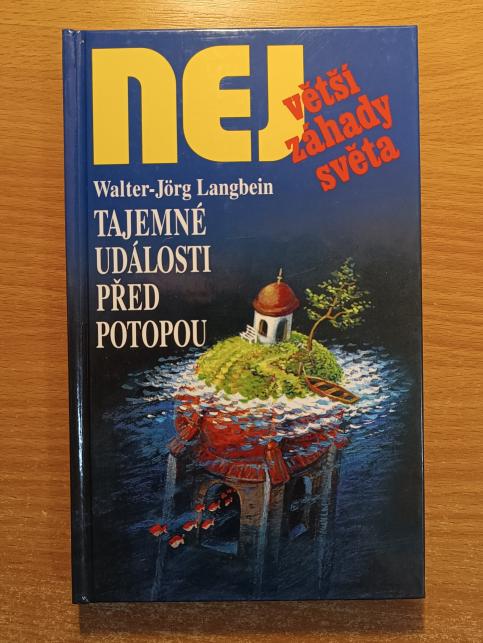 NEJ
větší
záhady
světa
Walter-Jörg Langbein
TAJEMNÉ
UDÁLOSTI
PŘED
POTOPOU